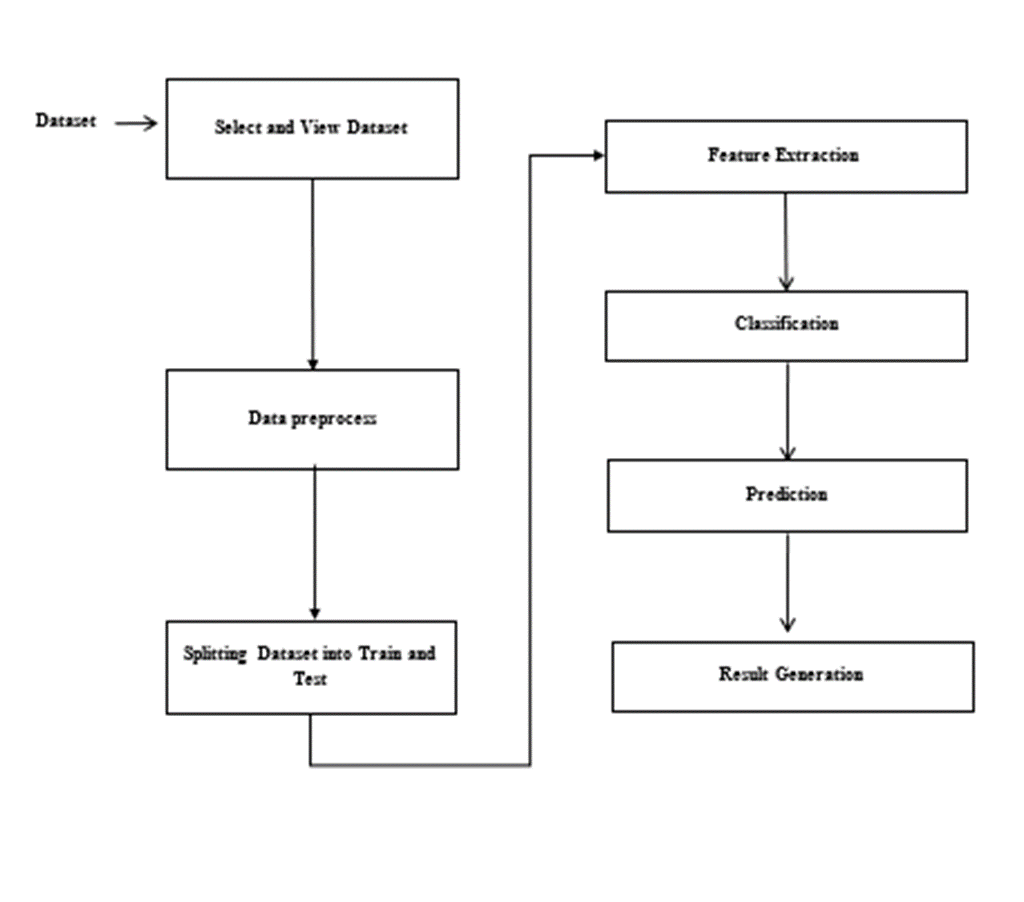 Dataset
Select and View Dataset
Data preprocess
Splitting Dataset into Train and
Test
Feature Extraction
Classification
Prediction
Result Generation